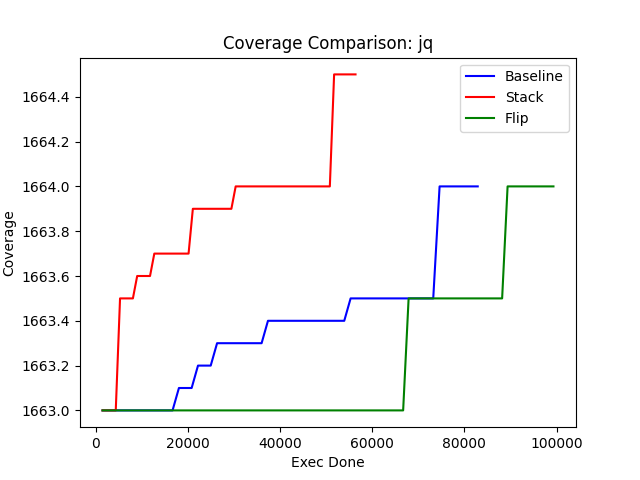 Coverage Comparison: jq
Baseline
Stack
Flip
1664.4
1664.2
1664.0
1663.8
1663.6
1663.4
1663.2
1663.0
Coverage
0 20000 40000 60000 80000 100000
Exec Done